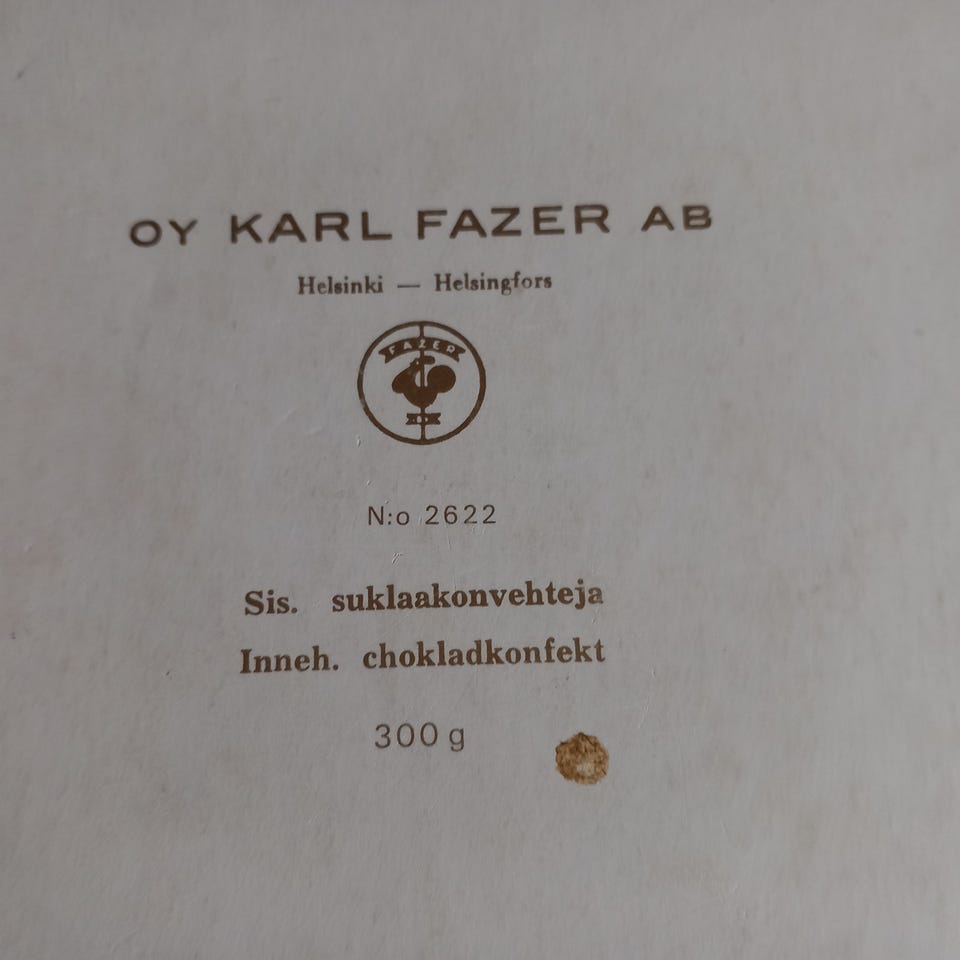 OY KARL FAZER AB
Helsinki — Helsingfors
FAZER
N:o 2622
Sis. suklaakonvehteja
Inneh. chokladkonfekt
300 g